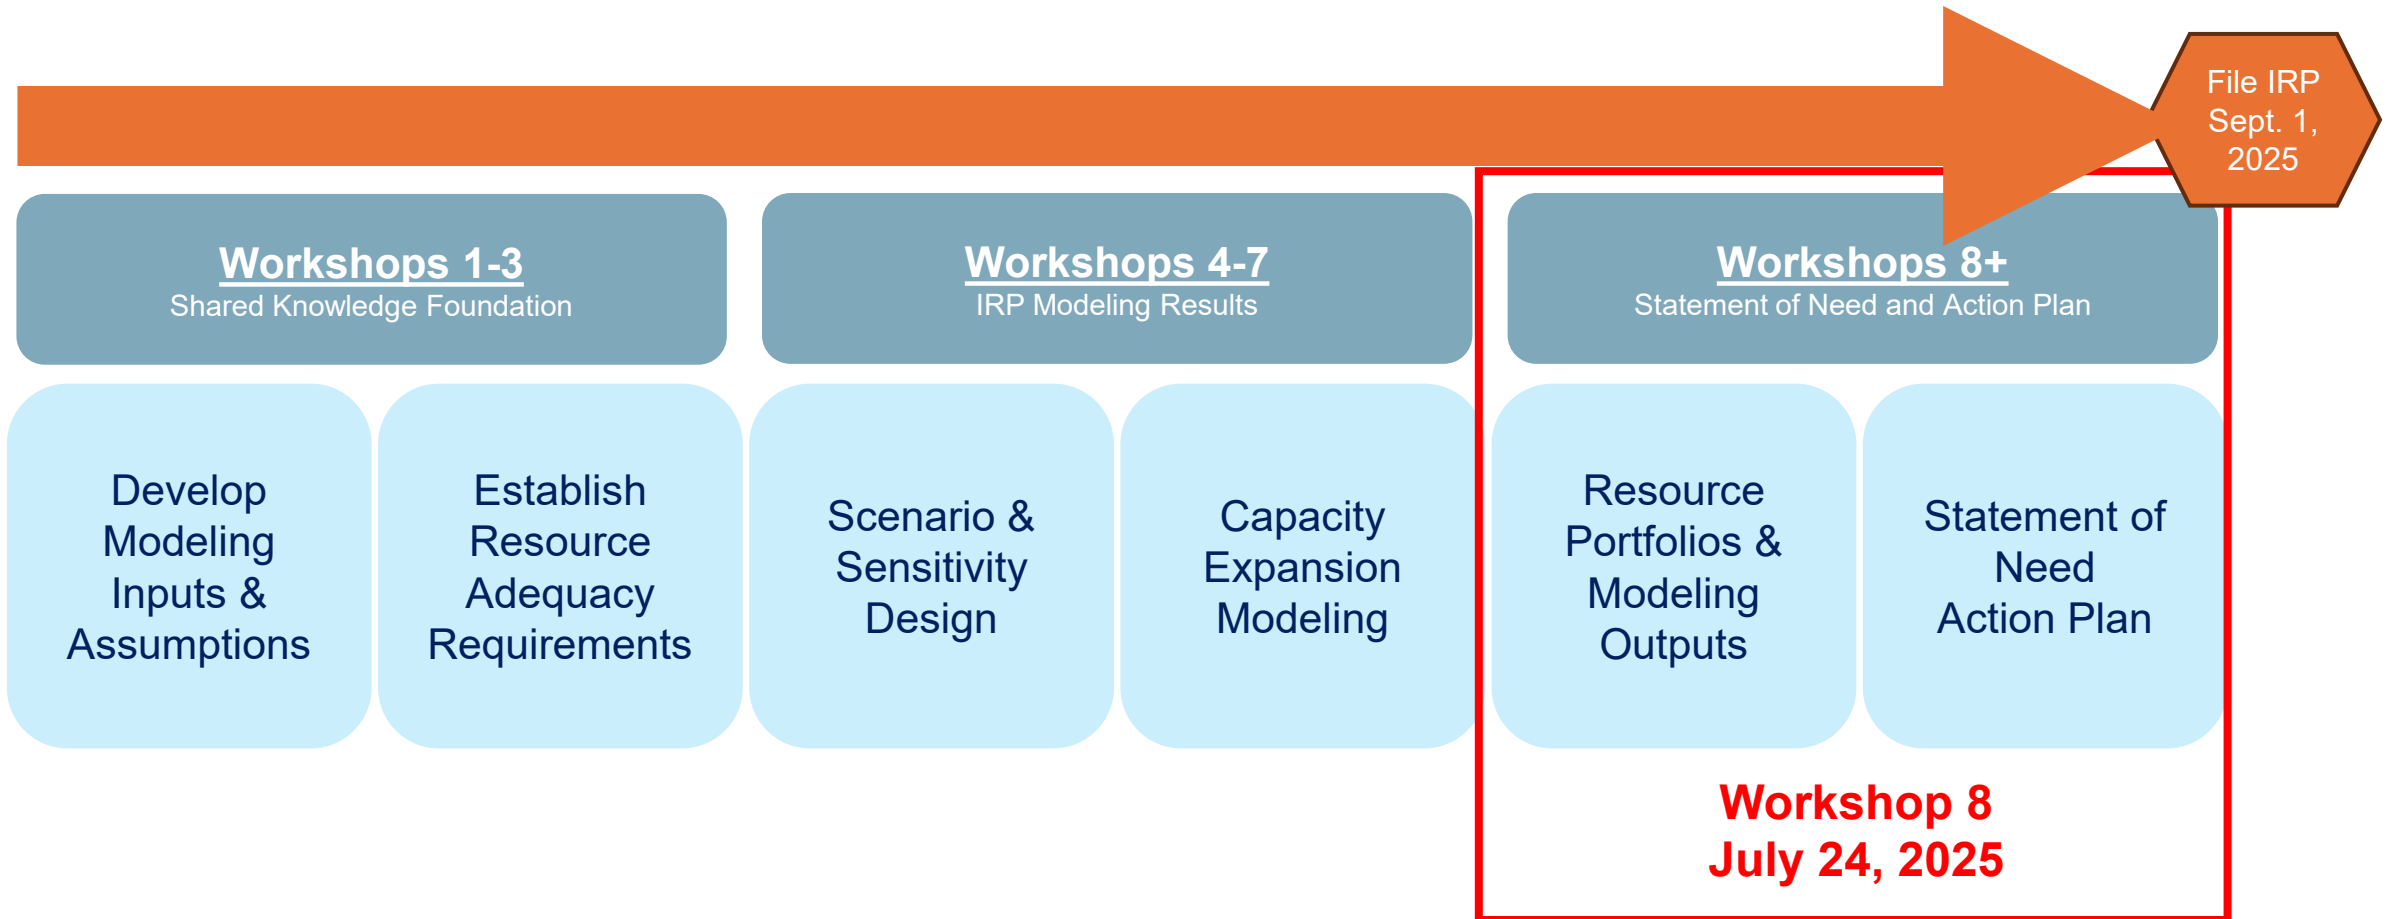 File IRP
Sept. 1,
2025
Workshops 1-3
Shared Knowledge Foundation
Workshops 4-7
IRP Modeling Results
Workshops 8+
Statement of Need and Action Plan
Develop
Modeling
Inputs &
Assumptions
Establish
Resource
Adequacy
Requirements
Scenario &
Sensitivity
Design
Capacity
Expansion
Modeling
Resource
Portfolios &
Modeling
Outputs
Statement of
Need
Action Plan
Workshop 8
July 24, 2025